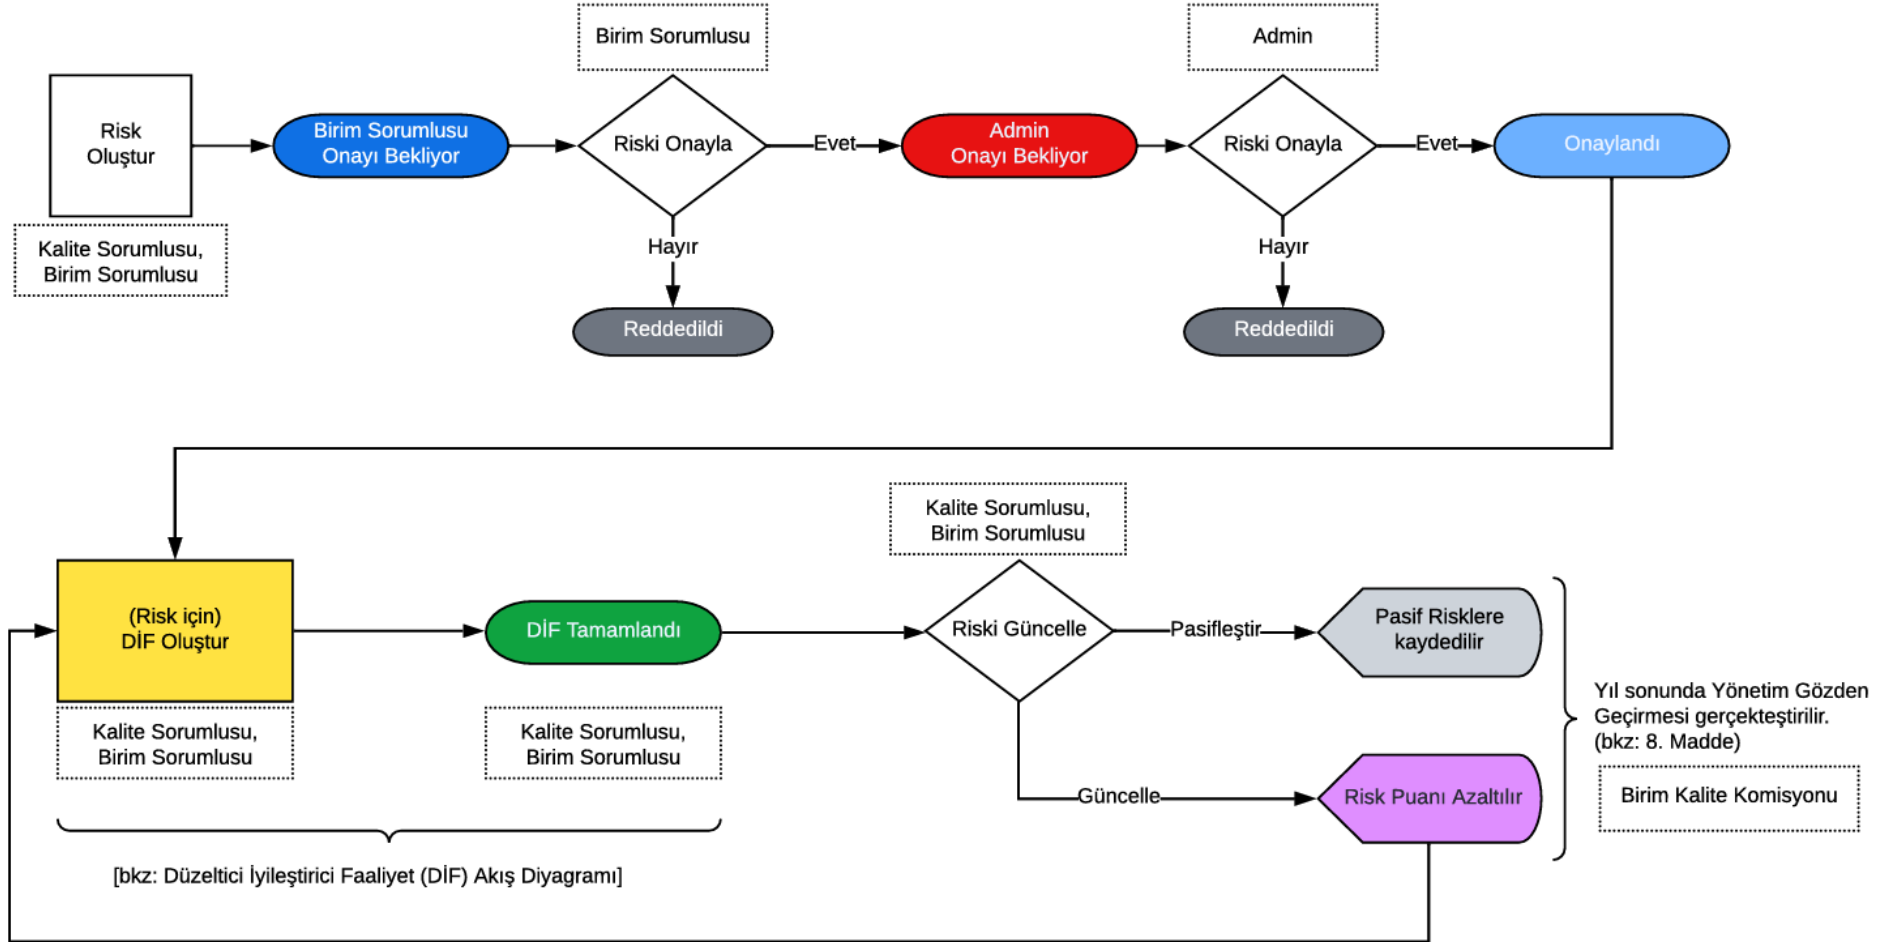 Birim Sorumlusu
Admin
Risk
Oluştur
Birim Sorumlusu
Onayı Bekliyor
Riski Onayla
Evet
Admin
Onayı Bekliyor
Riski Onayla
Evet
Onaylandı
Kalite Sorumlusu,
Birim Sorumlusu
Hayır
Hayır
Reddedildi
Reddedildi
Kalite Sorumlusu,
Birim Sorumlusu
(Risk için)
DİF Oluştur
DİF Tamamlandı
Riski Güncelle
Pasifleştir
Pasif Risklere
kaydedilir
Kalite Sorumlusu,
Birim Sorumlusu
Kalite Sorumlusu,
Birim Sorumlusu
Güncelle
Risk Puanı Azaltılır
Yıl sonunda Yönetim Gözden
Geçirmesi gerçekteştirilir.
(bkz: 8. Madde)
Birim Kalite Komisyonu
[bkz: Düzeltici İyileştirici Faaliyet (DİF) Akış Diyagramı]